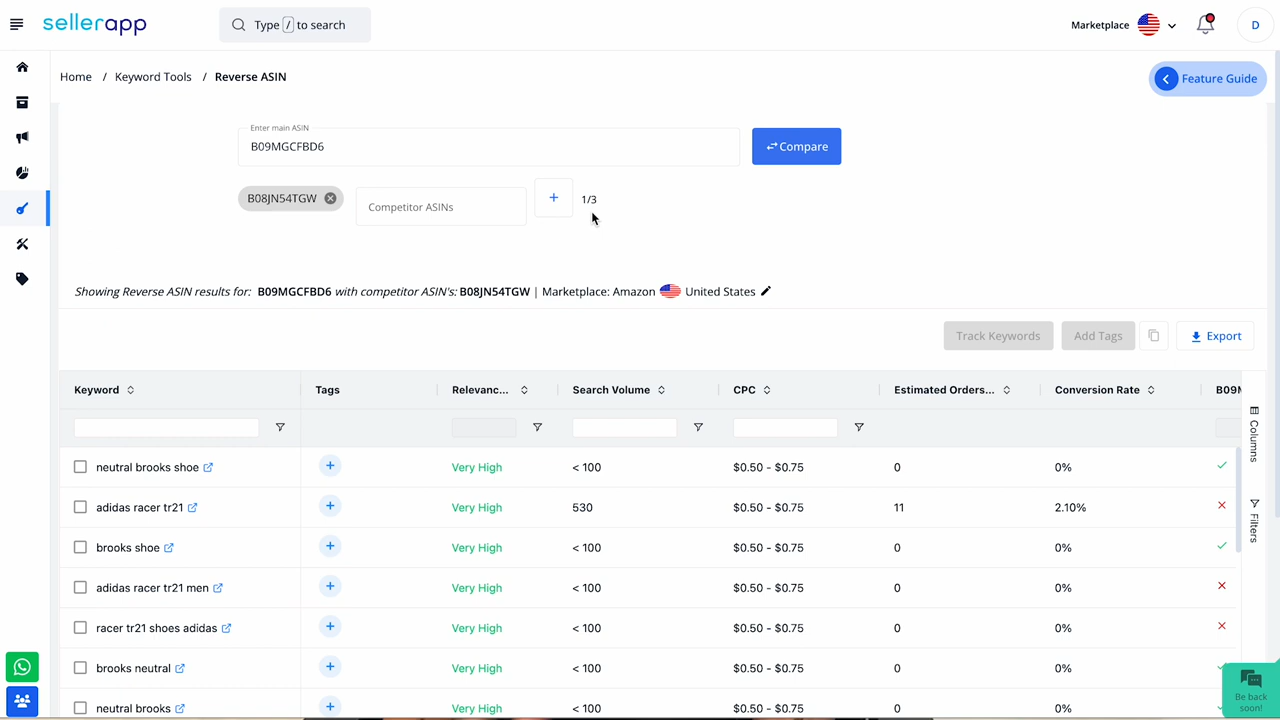 sellerapp
Type / to search
Marketplace
D
Home / Keyword Tools / Reverse ASIN
Feature Guide
Enter main ASIN
B09MGCFBD6
Compare
B08JN54TGW
Competitor ASINs
+
1/3
Showing Reverse ASIN results for: B09MGCFBD6 with competitor ASIN's: B08JN54TGW | Marketplace: Amazon United States
Track Keywords
Add Tags
Export
Keyword Tags Relevanc... Search Volume CPC Estimated Orders... Conversion Rate B09M
Columns
Filters
neutral brooks shoe + Very High < 100 $0.50 - $0.75 0 0%
adidas racer tr21 + Very High 530 $0.50 - $0.75 11 2.10%
brooks shoe + Very High < 100 $0.50 - $0.75 0 0%
adidas racer tr21 men + Very High < 100 $0.50 - $0.75 0 0%
racer tr21 shoes adidas + Very High < 100 $0.50 - $0.75 0 0%
brooks neutral + Very High < 100 $0.50 - $0.75 0 0%
neutral brooks + Very High < 100 $0.50 - $0.75 0 0%
Be back
soon!